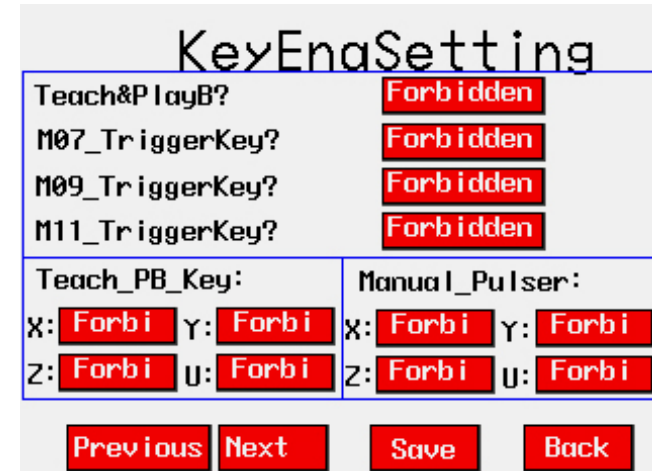 KeyEnaSetting
Teach&PlayB? Forbidden
M07_TriggerKey? Forbidden
M09_TriggerKey? Forbidden
M11_TriggerKey? Forbidden
Teach_PB_Key:
X: Forbi Y: Forbi
Z: Forbi U: Forbi
Manual_Pulser:
X: Forbi Y: Forbi
Z: Forbi U: Forbi
Previous Next Save Back